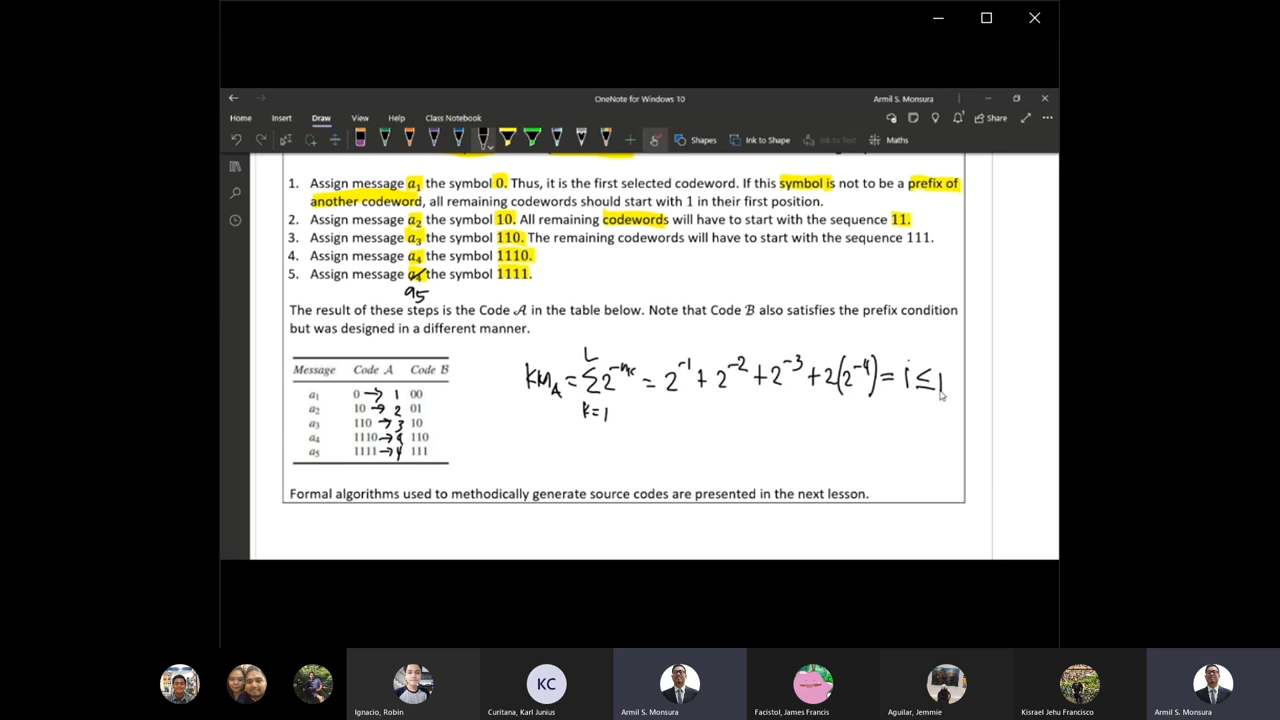 OneNote for Windows 10
Armil S. Monsura
Home Insert Draw View Help Class Notebook
Share
Shapes Ink to Shape Ink to Text Maths
1. Assign message a1 the symbol 0. Thus, it is the first selected codeword. If this symbol is not to be a prefix of
another codeword, all remaining codewords should start with 1 in their first position.
2. Assign message a2 the symbol 10. All remaining codewords will have to start with the sequence 11.
3. Assign message a3 the symbol 110. The remaining codewords will have to start with the sequence 111.
4. Assign message a4 the symbol 1110.
5. Assign message the symbol 1111.
a5
The result of these steps is the Code A in the table below. Note that Code B also satisfies the prefix condition
but was designed in a different manner.
Message Code A Code B
a1 0 → 1 00
a2 10 → 2 01
a3 110 → 3 10
a4 1110 → 4 110
a5 1111 → 4 111
KM_A = Σ_{k=1}^{L} 2^{-n_k} = 2^{-1} + 2^{-2} + 2^{-3} + 2(2^{-4}) = 1 ≤ 1
Formal algorithms used to methodically generate source codes are presented in the next lesson.
KC
Ignacio, Robin
Curitana, Karl Junius
Armil S. Monsura
Facistol, James Francis
Aguilar, Jemmie
Kisrael Jehu Francisco
Armil S. Monsura